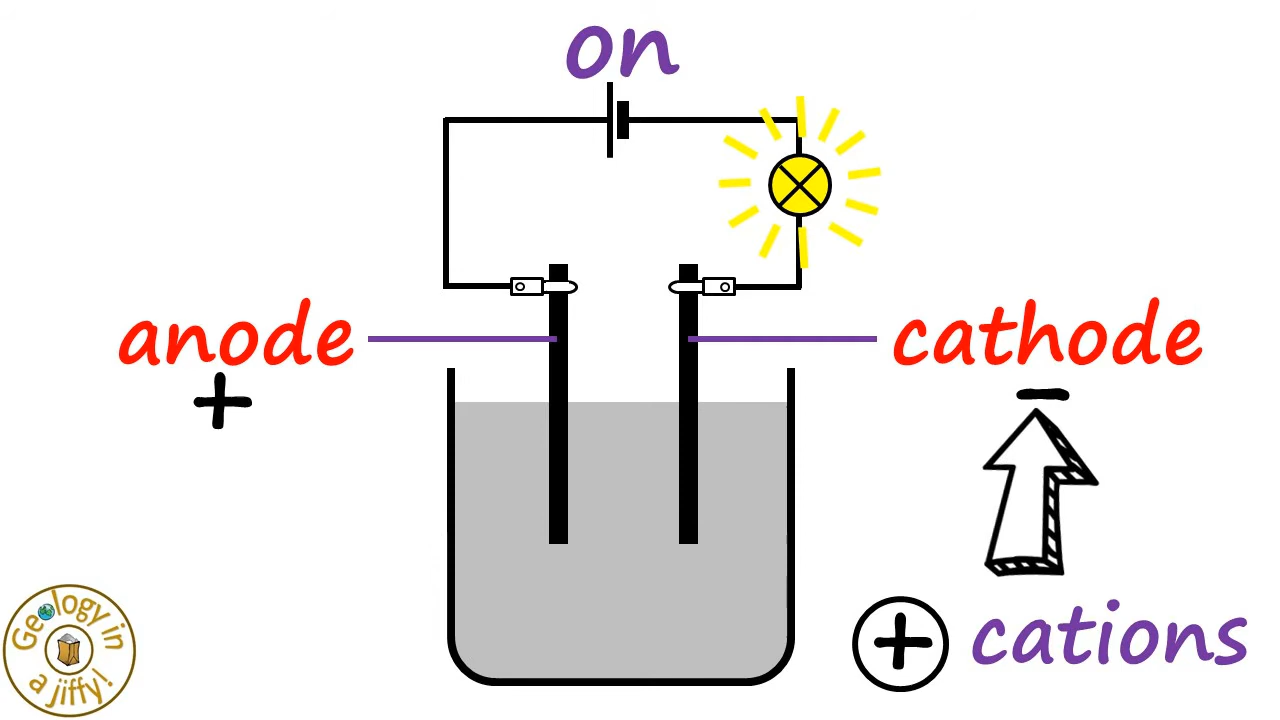 on
anode
+
cathode
−
+ cations
Geology in
a jiffy!